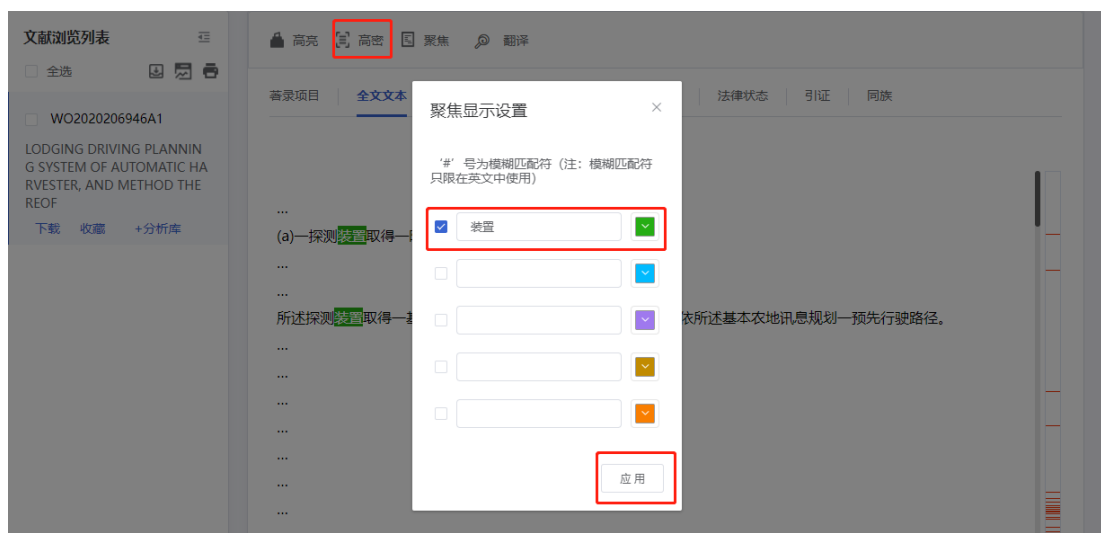 文献浏览列表
全选
WO2020206946A1
LODGING DRIVING PLANNIN
G SYSTEM OF AUTOMATIC HA
RVESTER, AND METHOD THE
REOF
下载 收藏 +分析库
高亮 高密 聚焦 翻译
著录项目 全文文本 法律状态 引证 同族
...
(a)一探测装置取得一
...
...
所述探测装置取得一 依所述基本农地讯息规划一预先行驶路径。
...
...
...
...
...
...
...
聚焦显示设置
‘#’ 号为模糊匹配符（注：模糊匹配符
只限在英文中使用）
装置
应用